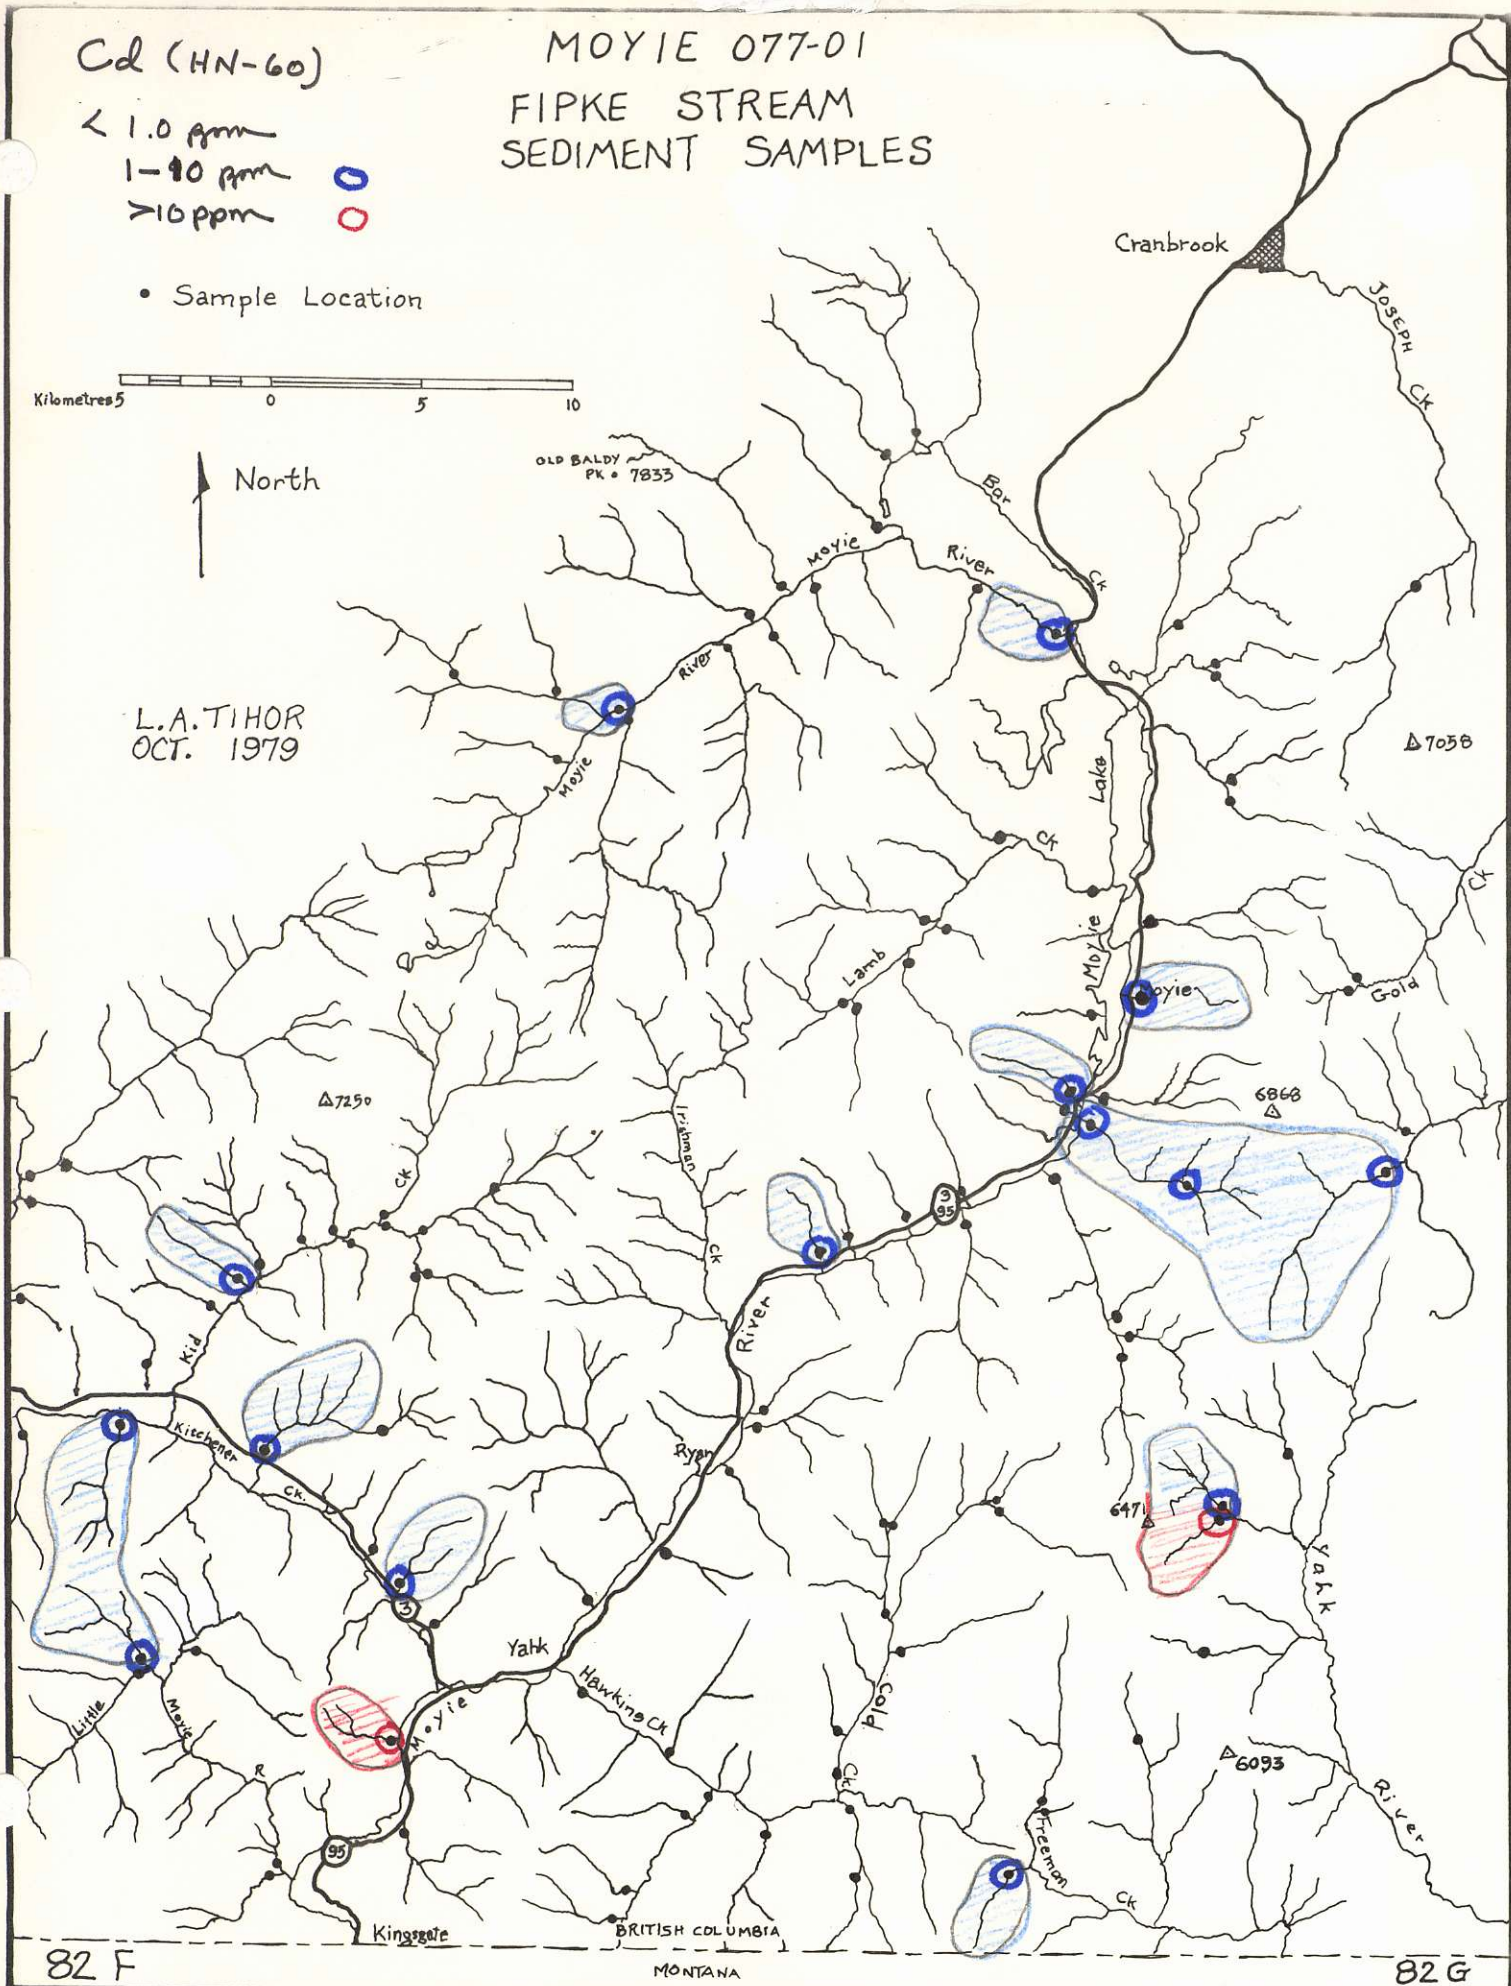 Cd (HN-60)
< 1.0 ppm
1-10 ppm
>10 ppm
MOYIE 077-01
FIPKE STREAM
SEDIMENT SAMPLES
• Sample Location
Kilometres 5 0 5 10
North
L.A. TIHOR
OCT. 1979
Cranbrook
JOSEPH
CK
OLD BALDY
PK • 7833
Bar
CK
Moyie
River
River
Moyie
7058
Lake
CK
Moyie
Lamb
Moyie
CK
Gold
7250
Irishman
CK
CK
6868
3
95
River
Kid
Kitchener
CK.
Ryan
6471
Yahk
3
Yahk
Hawkins CK
Little
Moyie
R
Moyie
Gold
CK
6093
River
Freeman
CK
95
Kingsgate
BRITISH COLUMBIA
MONTANA
82 F
82 G